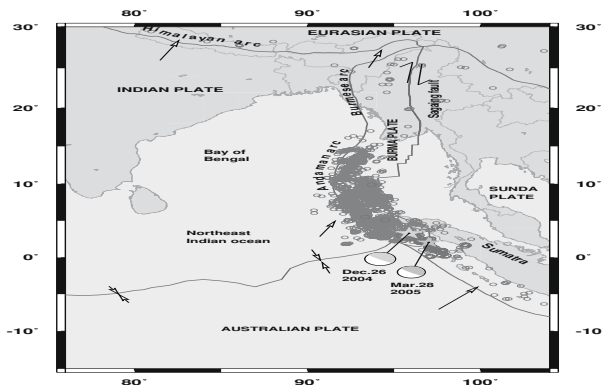 80° 90° 100°
30° 30°
Himalayan arc
EURASIAN PLATE
INDIAN PLATE
Burmese arc
Sagaing fault
20° 20°
BURMA PLATE
Bay of
Bengal
Andaman arc
10° 10°
SUNDA
PLATE
Northeast
Indian ocean
Sumatra
0° 0°
Dec.26
2004
Mar.28
2005
-10° -10°
AUSTRALIAN PLATE
80° 90° 100°